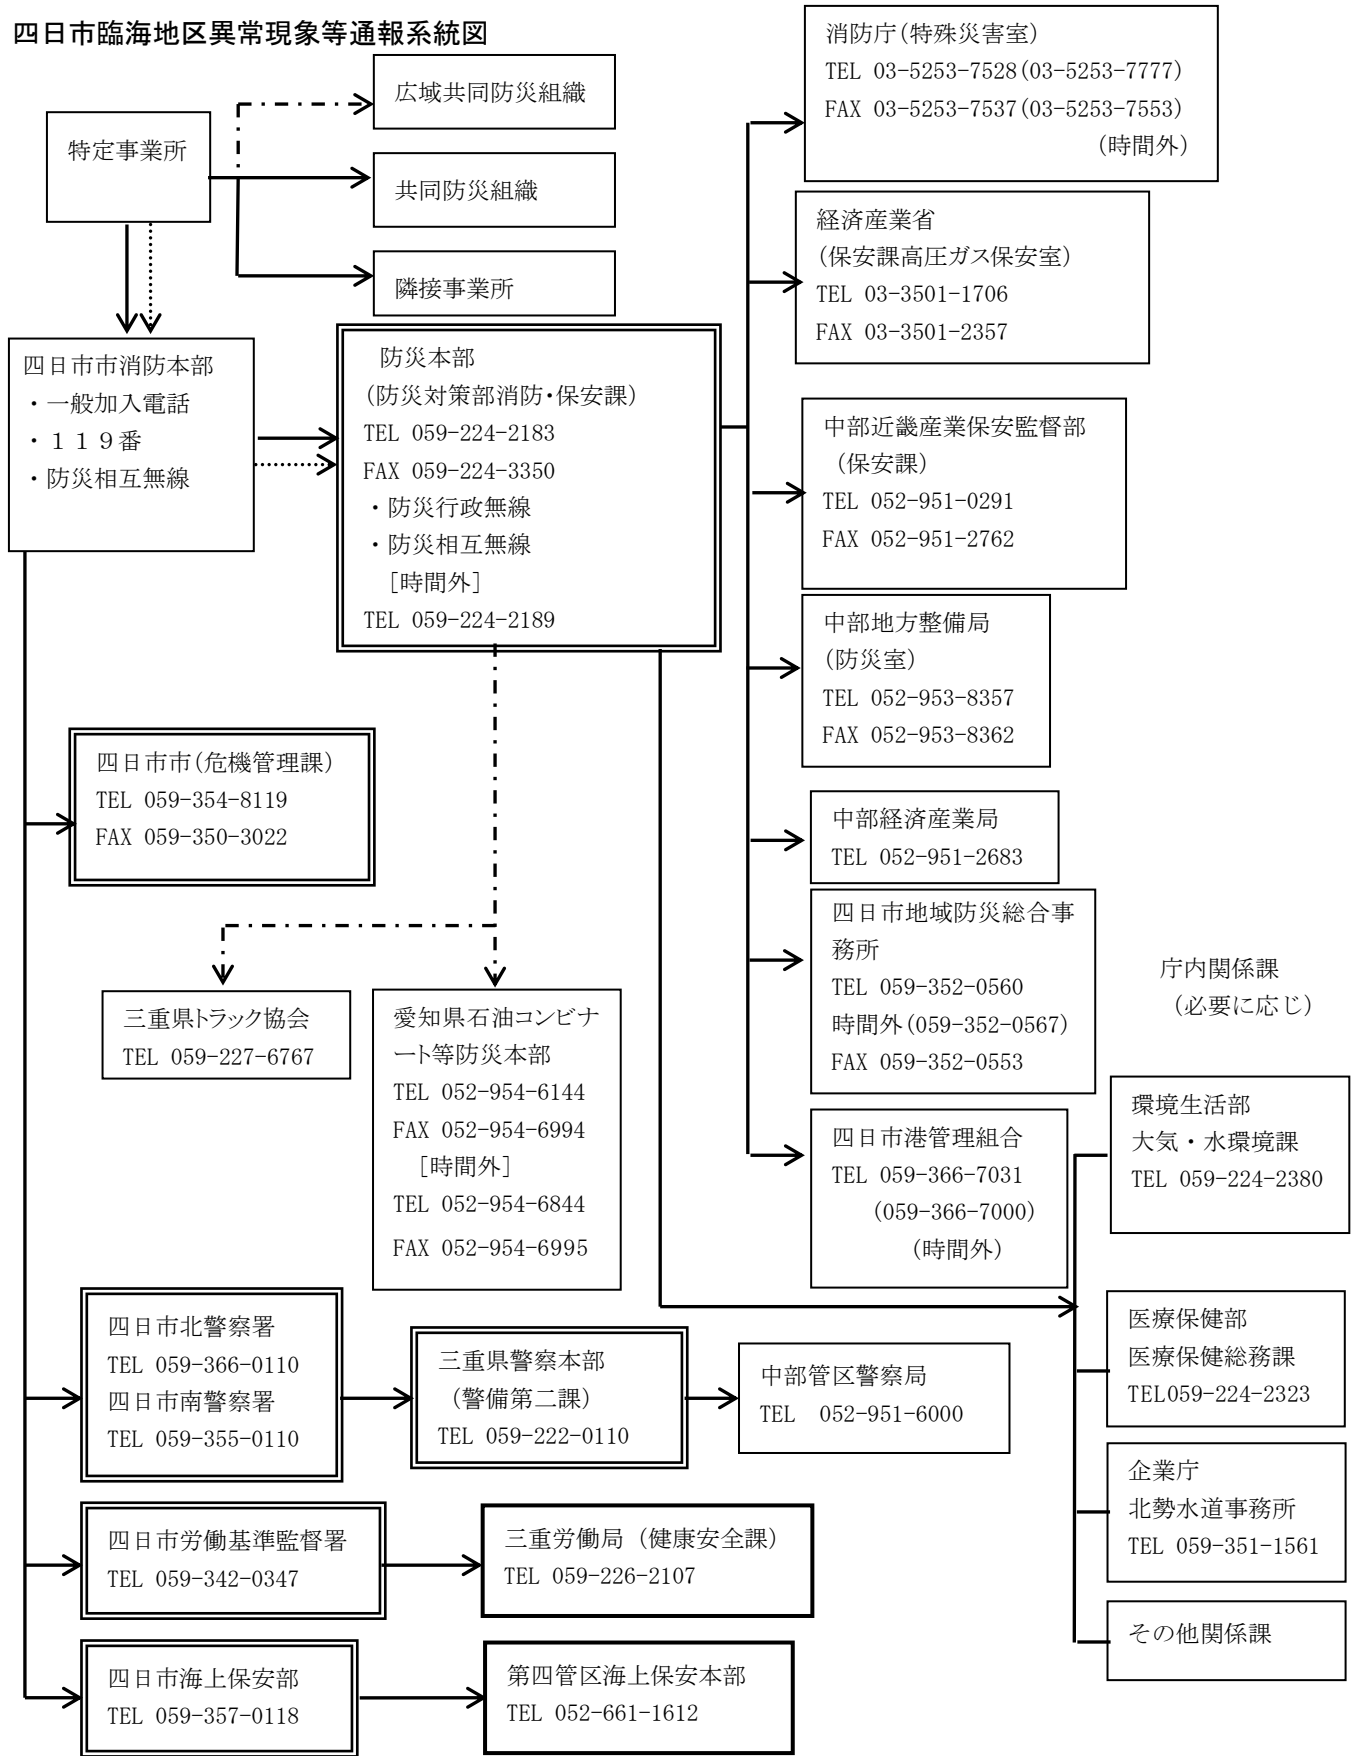 四日市臨海地区異常現象等通報系統図
特定事業所
広域共同防災組織
共同防災組織
隣接事業所
四日市市消防本部
・一般加入電話
・１１９番
・防災相互無線
防災本部
(防災対策部消防・保安課)
TEL 059-224-2183
FAX 059-224-3350
・防災行政無線
・防災相互無線
[時間外]
TEL 059-224-2189
消防庁(特殊災害室)
TEL 03-5253-7528(03-5253-7777)
FAX 03-5253-7537(03-5253-7553)
(時間外)
経済産業省
(保安課高圧ガス保安室)
TEL 03-3501-1706
FAX 03-3501-2357
中部近畿産業保安監督部
(保安課)
TEL 052-951-0291
FAX 052-951-2762
中部地方整備局
(防災室)
TEL 052-953-8357
FAX 052-953-8362
中部経済産業局
TEL 052-951-2683
四日市地域防災総合事
務所
TEL 059-352-0560
時間外(059-352-0567)
FAX 059-352-0553
四日市港管理組合
TEL 059-366-7031
(059-366-7000)
(時間外)
庁内関係課
(必要に応じ)
環境生活部
大気・水環境課
TEL 059-224-2380
医療保健部
医療保健総務課
TEL059-224-2323
企業庁
北勢水道事務所
TEL 059-351-1561
その他関係課
四日市市(危機管理課)
TEL 059-354-8119
FAX 059-350-3022
三重県トラック協会
TEL 059-227-6767
愛知県石油コンビナ
ート等防災本部
TEL 052-954-6144
FAX 052-954-6994
[時間外]
TEL 052-954-6844
FAX 052-954-6995
四日市北警察署
TEL 059-366-0110
四日市南警察署
TEL 059-355-0110
三重県警察本部
(警備第二課)
TEL 059-222-0110
中部管区警察局
TEL 052-951-6000
四日市労働基準監督署
TEL 059-342-0347
三重労働局(健康安全課)
TEL 059-226-2107
四日市海上保安部
TEL 059-357-0118
第四管区海上保安本部
TEL 052-661-1612